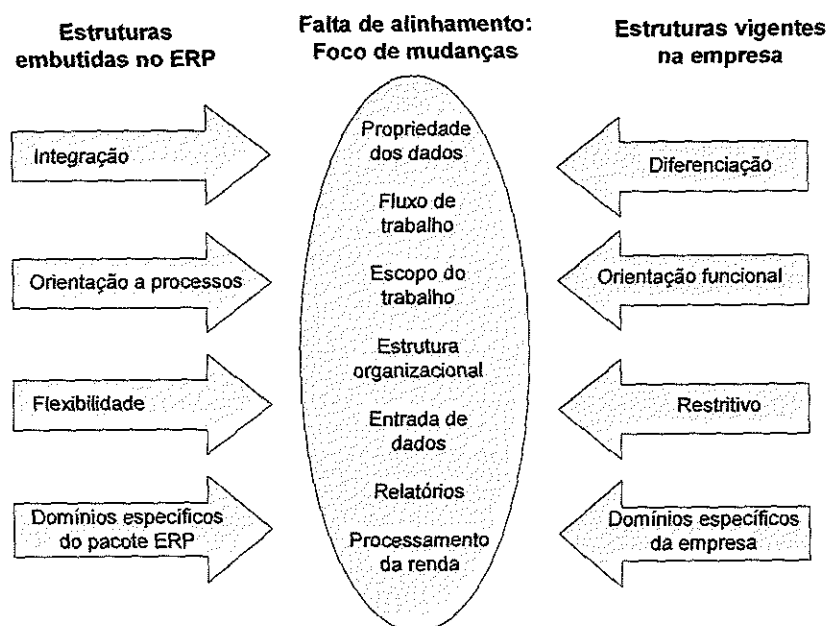 Estruturas
embutidas no ERP
Falta de alinhamento:
Foco de mudanças
Estruturas vigentes
na empresa
Integração
Orientação a processos
Flexibilidade
Domínios específicos
do pacote ERP
Propriedade
dos dados
Fluxo de
trabalho
Escopo do
trabalho
Estrutura
organizacional
Entrada de
dados
Relatórios
Processamento
da renda
Diferenciação
Orientação funcional
Restritivo
Domínios específicos
da empresa